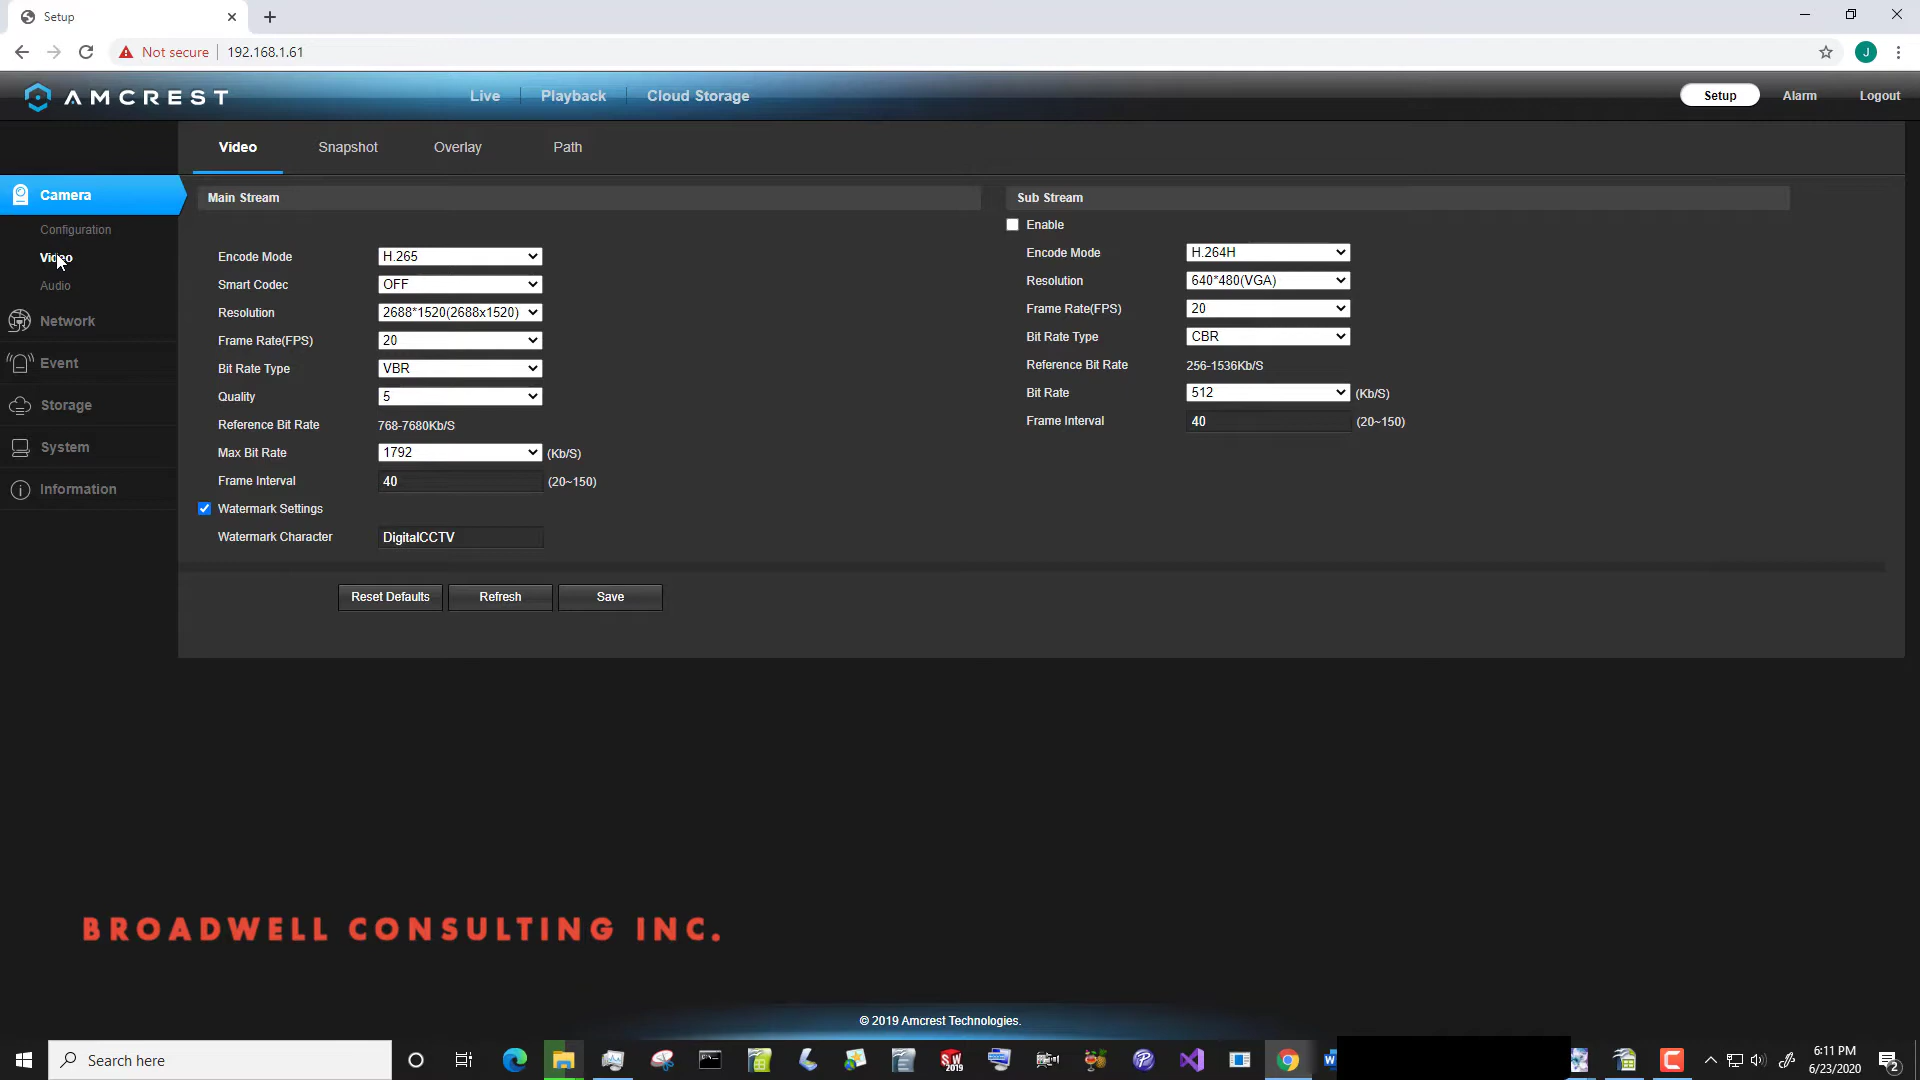 Setup
Not secure 192.168.1.61 J
AMCREST Live Playback Cloud Storage Setup Alarm Logout
Video Snapshot Overlay Path
Camera
Configuration
Video
Audio
Network
Event
Storage
System
Information
Main Stream
Encode Mode H.265
Smart Codec OFF
Resolution 2688*1520(2688x1520)
Frame Rate(FPS) 20
Bit Rate Type VBR
Quality 5
Reference Bit Rate 768-7680Kb/S
Max Bit Rate 1792 (Kb/S)
Frame Interval 40 (20~150)
Watermark Settings
Watermark Character DigitalCCTV
Reset Defaults Refresh Save
Sub Stream
Enable
Encode Mode H.264H
Resolution 640*480(VGA)
Frame Rate(FPS) 20
Bit Rate Type CBR
Reference Bit Rate 256-1536Kb/S
Bit Rate 512 (Kb/S)
Frame Interval 40 (20~150)
BROADWELL CONSULTING INC.
© 2019 Amcrest Technologies.
Search here
SW
2019
P
W
C
6:11 PM
6/23/2020
2